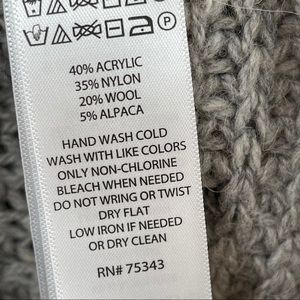 40% ACRYLIC
35% NYLON
20% WOOL
5% ALPACA
HAND WASH COLD
WASH WITH LIKE COLORS
ONLY NON-CHLORINE
BLEACH WHEN NEEDED
DO NOT WRING OR TWIST
DRY FLAT
LOW IRON IF NEEDED
OR DRY CLEAN
RN# 75343